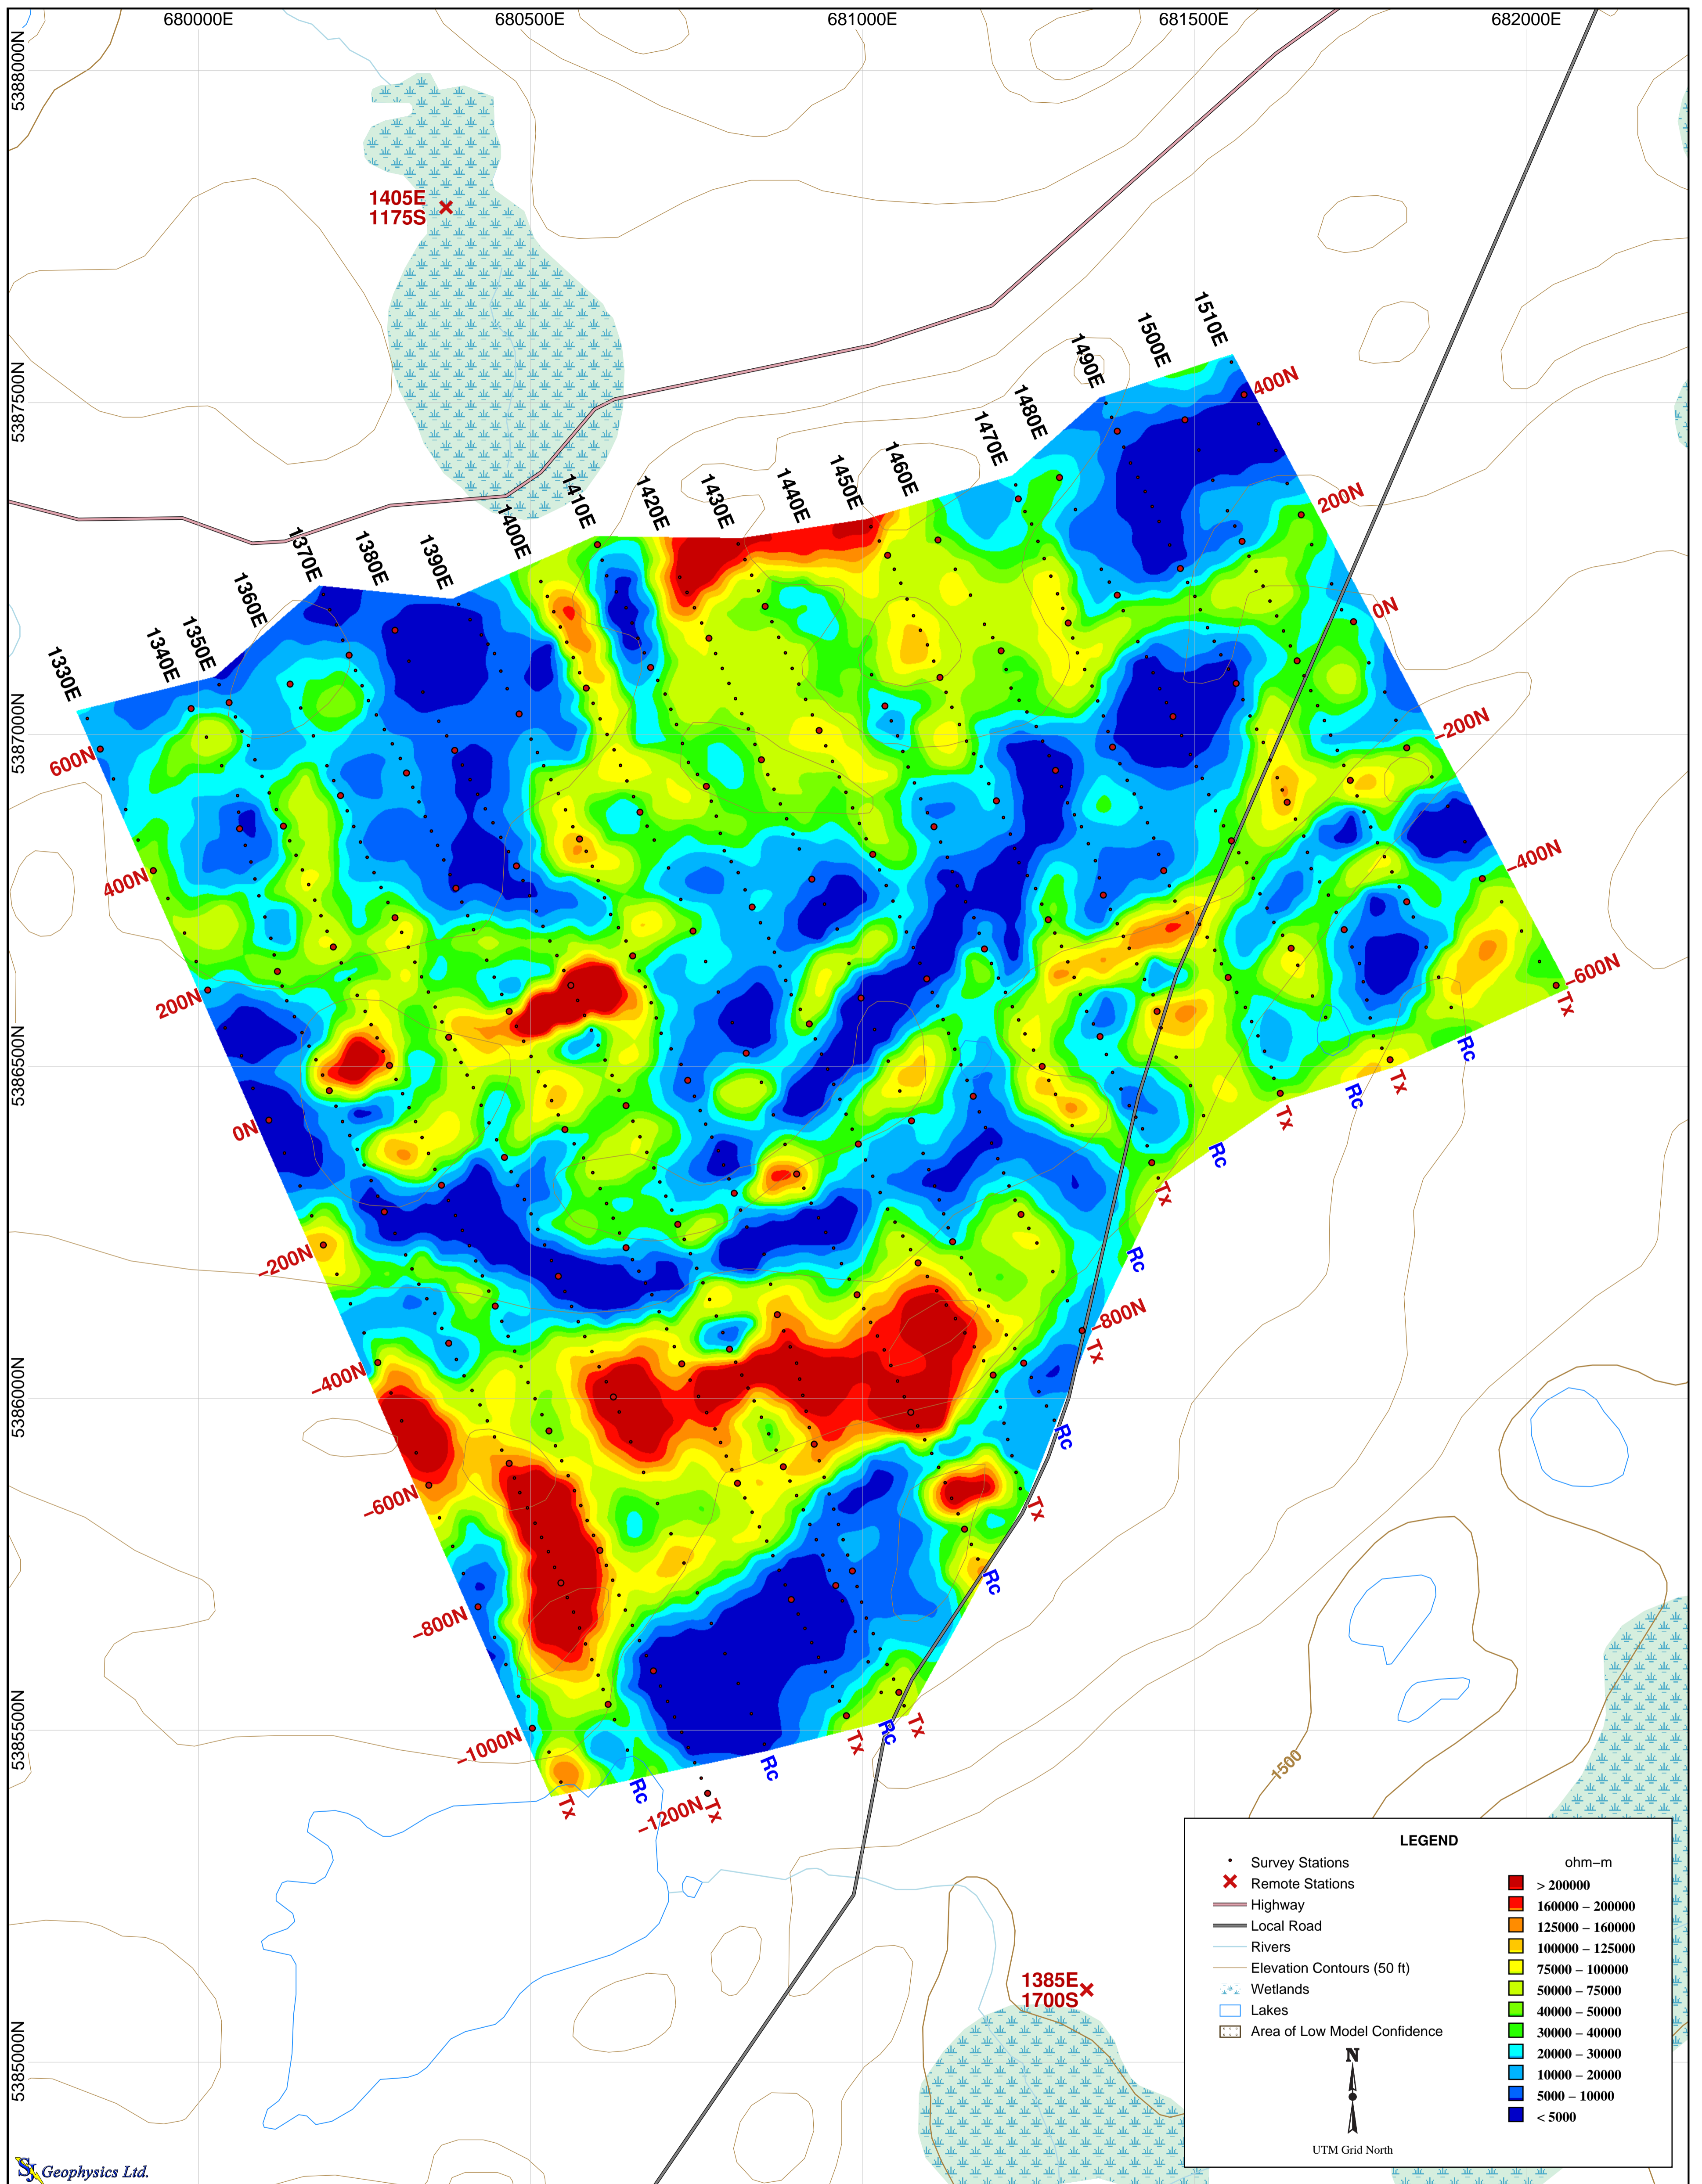 680000E
680500E
681000E
681500E
682000E
5388000N
5387500N
5387000N
5386500N
5386000N
5385500N
5385000N
1405E
1175S
1510E
1500E
1490E
1480E
1470E
1460E
1450E
1440E
1430E
1420E
1410E
1400E
1390E
1380E
1370E
1360E
1350E
1340E
1330E
400N
200N
0N
−200N
−400N
−600N
600N
400N
200N
0N
−200N
−400N
−600N
−800N
−1000N
−1200N
−800N
Tx
Rc
Tx
Rc
Tx
Rc
Tx
Rc
Tx
Rc
Tx
Rc
Tx
Rc
Tx
Rc
Tx
Rc
Tx
1500
1385E
1700S
LEGEND
ohm−m
Survey Stations
Remote Stations
Highway
Local Road
Rivers
Elevation Contours (50 ft)
Wetlands
Lakes
Area of Low Model Confidence
> 200000
160000 − 200000
125000 − 160000
100000 − 125000
75000 − 100000
50000 − 75000
40000 − 50000
30000 − 40000
20000 − 30000
10000 − 20000
5000 − 10000
< 5000
N
UTM Grid North
SJ Geophysics Ltd.